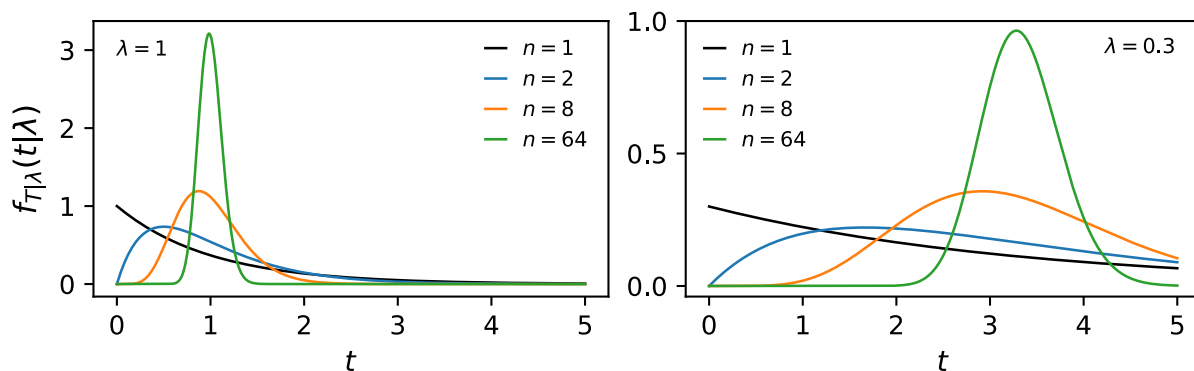 f_{T|λ}(t|λ)
3
2
1
0
λ = 1
n = 1
n = 2
n = 8
n = 64
0 1 2 3 4 5
t
1.0
0.5
0.0
λ = 0.3
n = 1
n = 2
n = 8
n = 64
0 1 2 3 4 5
t